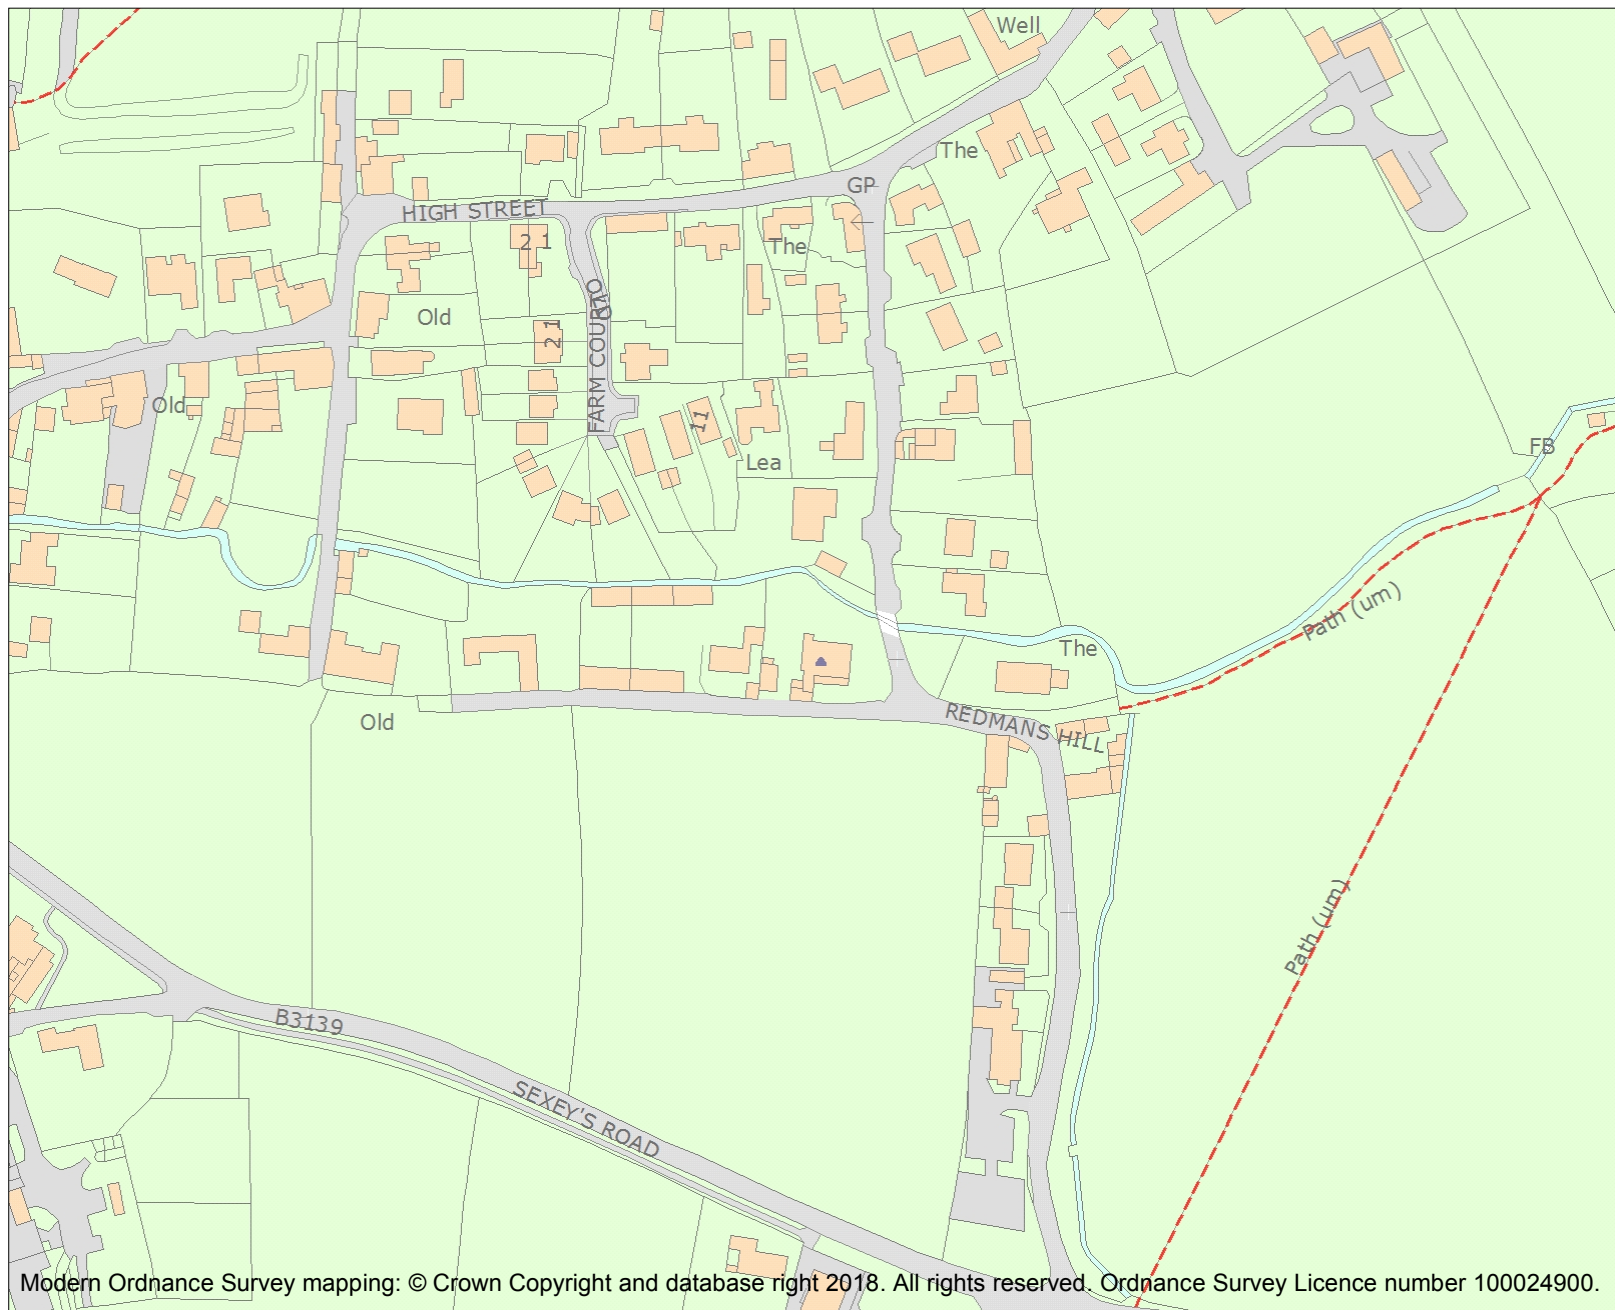 Well
The
GP
HIGH STREET
2 1
The
Old
2 1
FARM COURT
Old
11
Lea
FB
Path (um)
The
Old
REDMANS HILL
Path (um)
B3139
SEXEY'S ROAD
Modern Ordnance Survey mapping: © Crown Copyright and database right 2018. All rights reserved. Ordnance Survey Licence number 100024900.